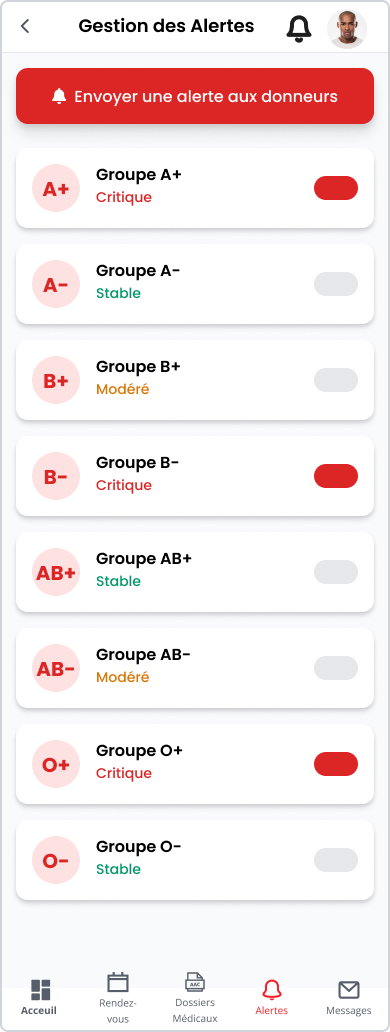 Gestion des Alertes
Envoyer une alerte aux donneurs
A+
Groupe A+
Critique
A-
Groupe A-
Stable
B+
Groupe B+
Modéré
B-
Groupe B-
Critique
AB+
Groupe AB+
Stable
AB-
Groupe AB-
Modéré
O+
Groupe O+
Critique
O-
Groupe O-
Stable
Acceuil
Rendez-
vous
AAC
Dossiers
Médicaux
Alertes
Messages